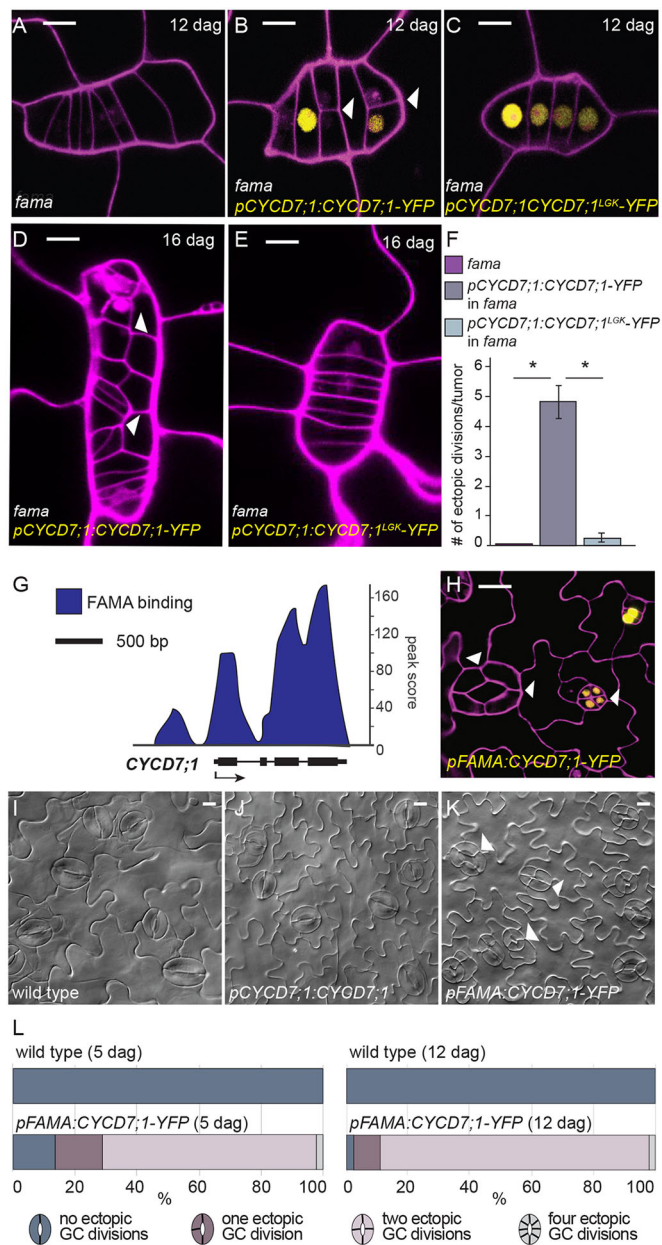 A
12 dag
fama
B
12 dag
fama
pCYCD7;1:CYCD7;1-YFP
C
12 dag
fama
pCYCD7;1CYCD7;1LGK-YFP
D
16 dag
fama
pCYCD7;1:CYCD7;1-YFP
E
16 dag
fama
pCYCD7;1:CYCD7;1LGK-YFP
F
fama
pCYCD7;1:CYCD7;1-YFP
in fama
pCYCD7;1:CYCD7;1LGK-YFP
in fama
# of ectopic divisions/tumor
6
5
4
3
2
1
0
*
*
G
FAMA binding
500 bp
160
120
80
40
0
peak score
CYCD7;1
H
pFAMA:CYCD7;1-YFP
I
wild type
J
pCYCD7;1:CYGD7;1
K
pFAMA:CYCD7;1-YFP
L
wild type (5 dag)
pFAMA:CYCD7;1-YFP (5 dag)
0 20 40 60 80 100
%
wild type (12 dag)
pFAMA:CYCD7;1-YFP (12 dag)
0 20 40 60 80 100
%
no ectopic
GC divisions
one ectopic
GC division
two ectopic
GC divisions
four ectopic
GC divisions